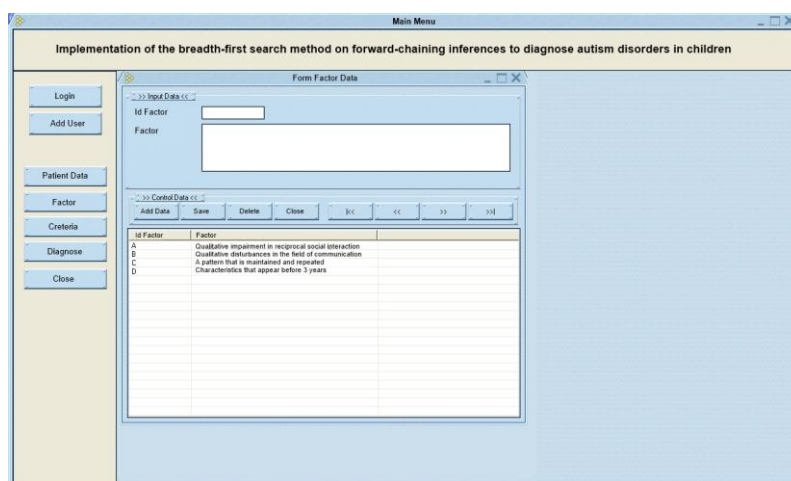 Main Menu
Implementation of the breadth-first search method on forward-chaining inferences to diagnose autism disorders in children
Login
Add User
Patient Data
Factor
Creteria
Diagnose
Close
Form Factor Data
>> Input Data <<
Id Factor
Factor
>> Control Data <<
Add Data Save Delete Close |<< << >> >>|
Id Factor Factor
A Qualitative impairment in reciprocal social interaction
B Qualitative disturbances in the field of communication
C A pattern that is maintained and repeated
D Characteristics that appear before 3 years